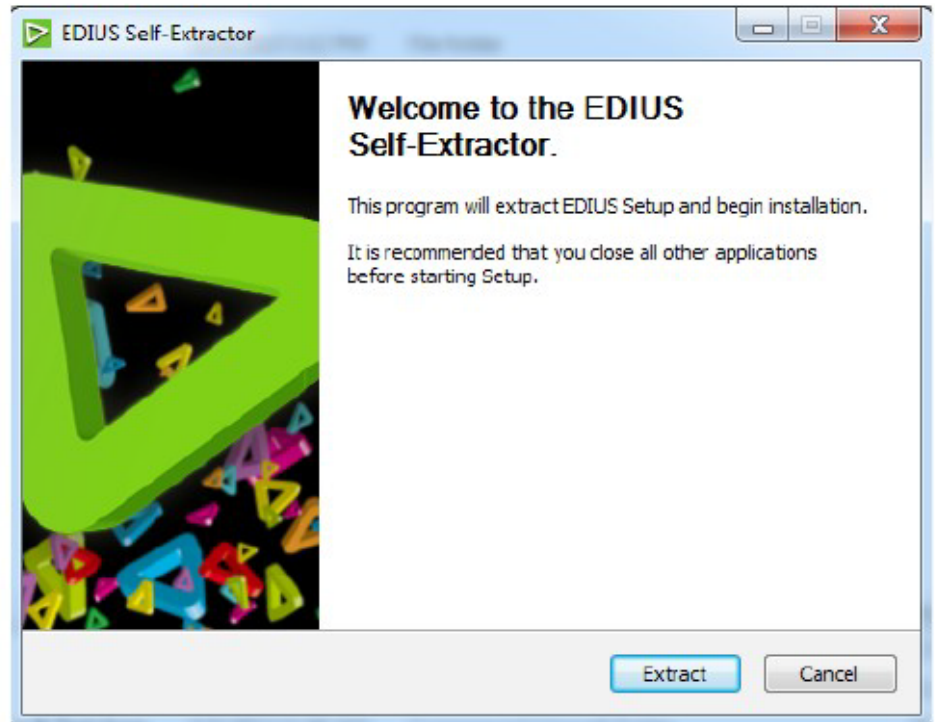 EDIUS Self-Extractor
Welcome to the EDIUS
Self-Extractor.
This program will extract EDIUS Setup and begin installation.
It is recommended that you close all other applications
before starting Setup.
Extract
Cancel